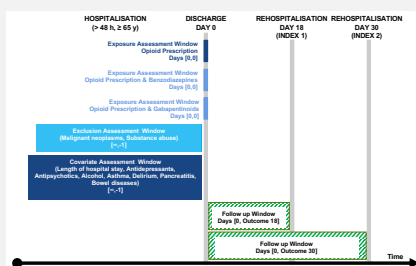 HOSPITALISATION
(> 48 h, ≥ 65 y)
DISCHARGE
DAY 0
REHOSPITALISATION
DAY 18
(INDEX 1)
REHOSPITALISATION
DAY 30
(INDEX 2)
Exposure Assessment Window
Opioid Prescription
Days [0,0]
Exposure Assessment Window
Opioid Prescription & Benzodiazepines
Days [0,0]
Exposure Assessment Window
Opioid Prescription & Gabapentinoids
Days [0,0]
Exclusion Assessment Window
(Malignant neoplasms, Substance abuse)
[∞,-1]
Covariate Assessment Window
(Length of hospital stay, Antidepressants,
Antipsychotics, Alcohol, Asthma, Delirium, Pancreatitis,
Bowel diseases)
[∞,-1]
Follow up Window
Days [0, Outcome 18]
Follow up Window
Days [0, Outcome 30]
Time